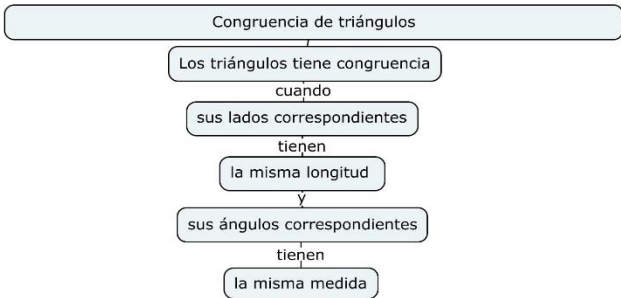 Congruencia de triángulos
Los triángulos tiene congruencia
cuando
sus lados correspondientes
tienen
la misma longitud
y
sus ángulos correspondientes
tienen
la misma medida